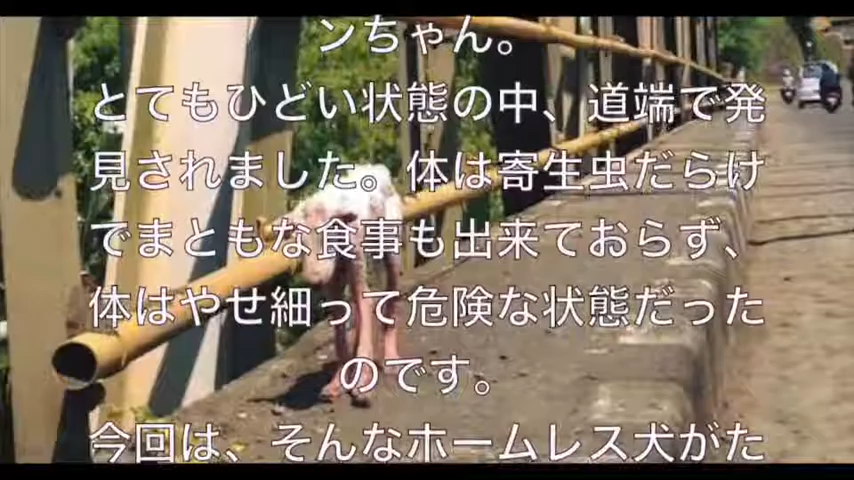 ンちゃん。
とてもひどい状態の中、道端で発
見されました。体は寄生虫だらけ
でまともな食事も出来ておらず、
体はやせ細って危険な状態だった
のです。
今回は、そんなホームレス犬がた